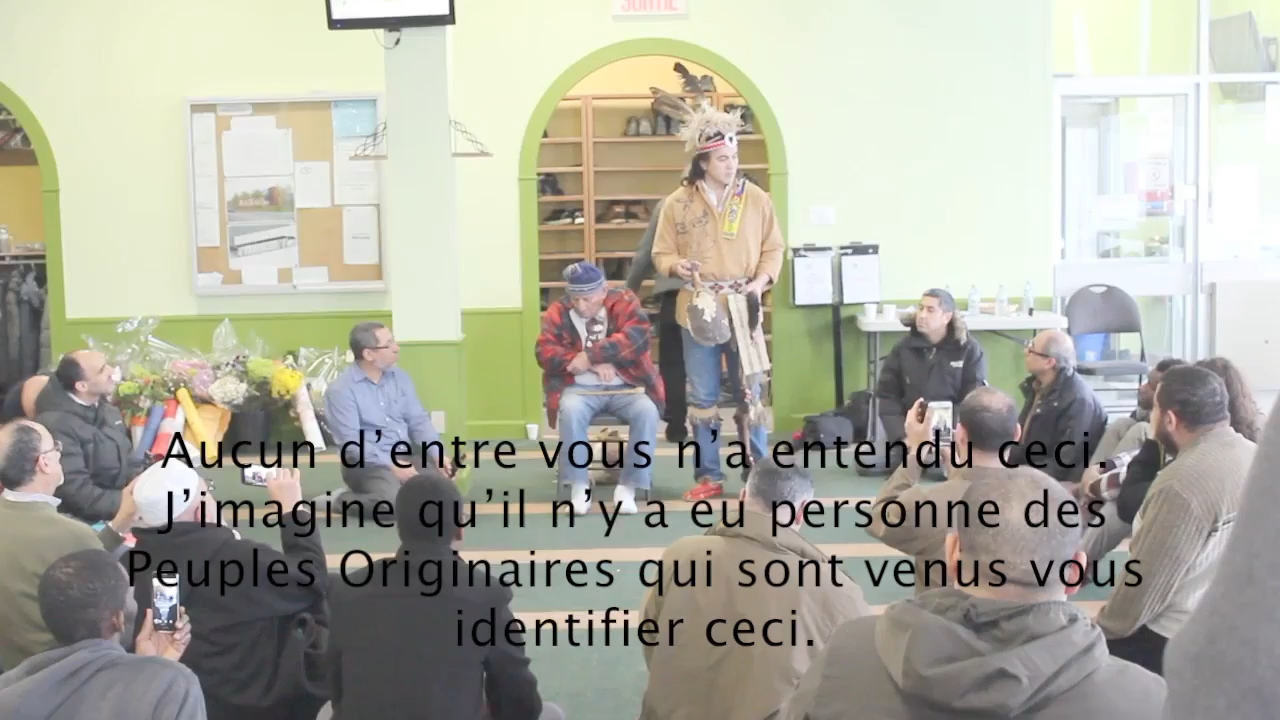 SORTIE
Aucun d'entre vous n'a entendu ceci.
J'imagine qu'il n'y a eu personne des
Peuples Originaires qui sont venus vous
identifier ceci.